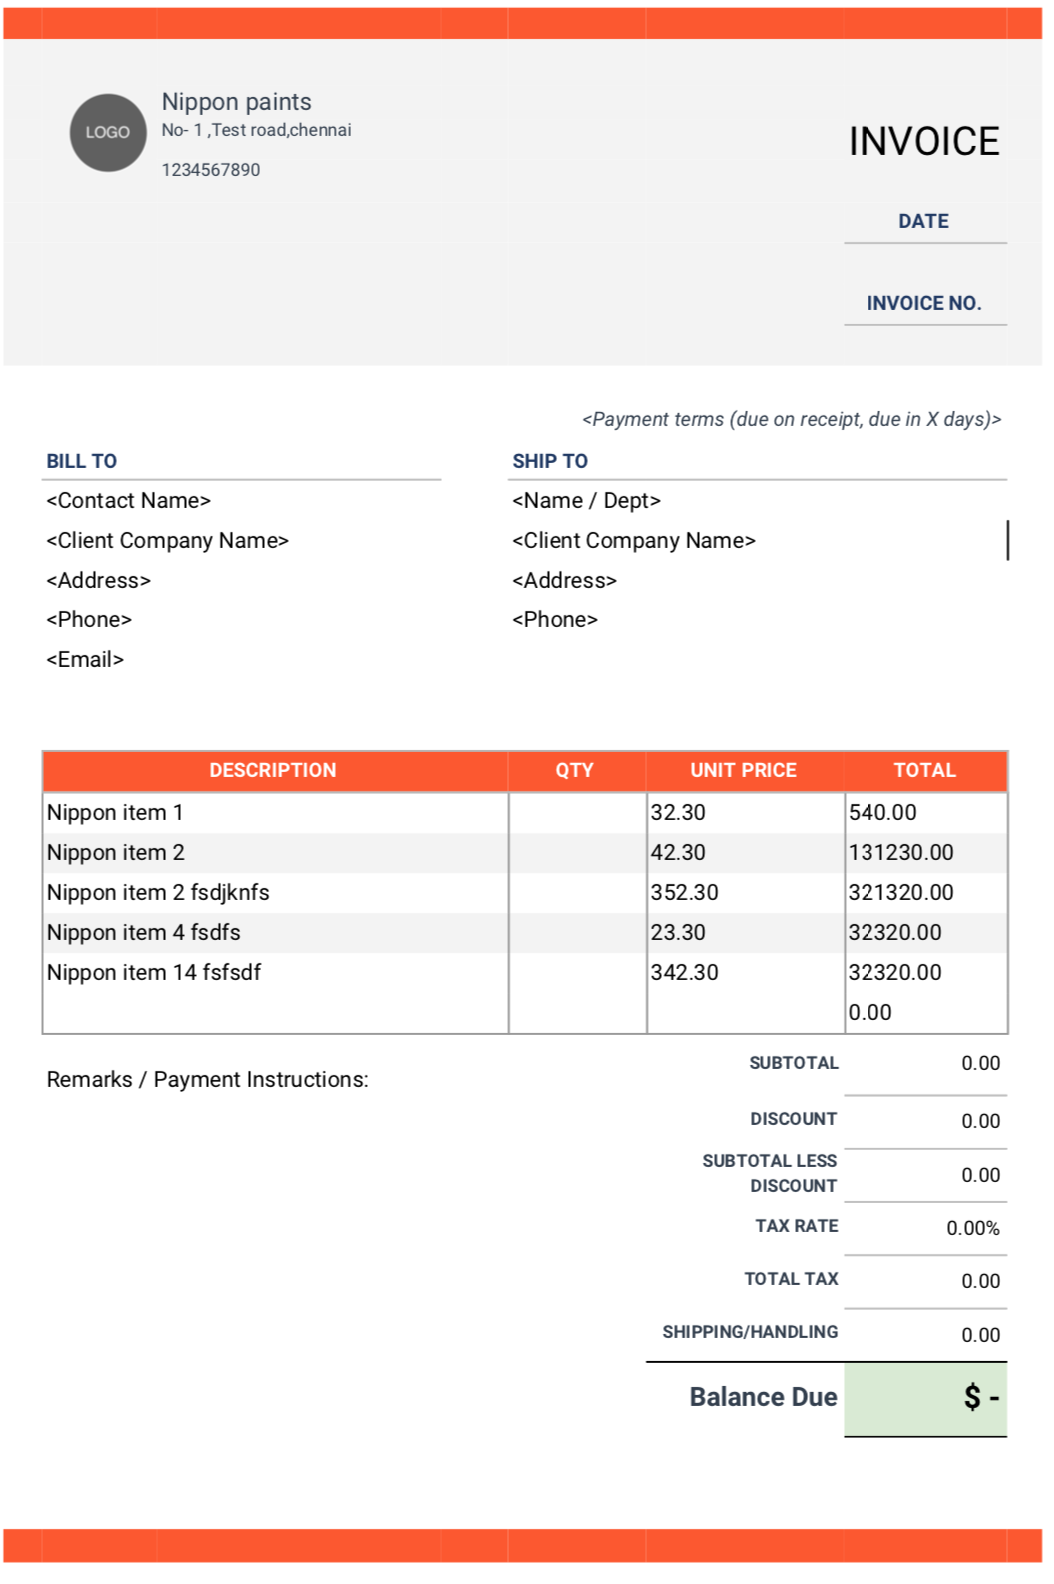 LOGO
Nippon paints
No- 1 ,Test road,chennai
1234567890
INVOICE
DATE
INVOICE NO.
<Payment terms (due on receipt, due in X days)>
BILL TO
<Contact Name>
<Client Company Name>
<Address>
<Phone>
<Email>
SHIP TO
<Name / Dept>
<Client Company Name>
<Address>
<Phone>
DESCRIPTION QTY UNIT PRICE TOTAL
Nippon item 1 32.30 540.00
Nippon item 2 42.30 131230.00
Nippon item 2 fsdjknfs 352.30 321320.00
Nippon item 4 fsdfs 23.30 32320.00
Nippon item 14 fsfsdf 342.30 32320.00
0.00
Remarks / Payment Instructions:
SUBTOTAL 0.00
DISCOUNT 0.00
SUBTOTAL LESS
DISCOUNT 0.00
TAX RATE 0.00%
TOTAL TAX 0.00
SHIPPING/HANDLING 0.00
Balance Due $ -